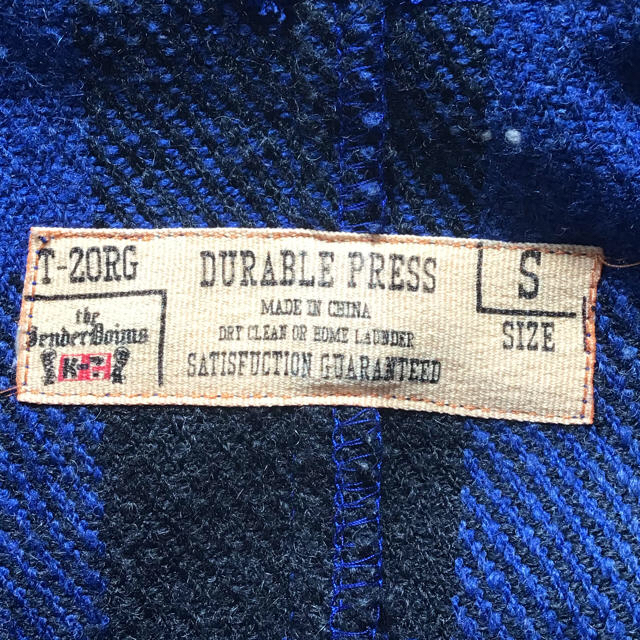 T-20RG
the
DURABLE PRESS
MADE IN CHINA
DRY CLEAN OR HOME LAUNDER
SATISFUCTION GUARANTEED
S
SIZE